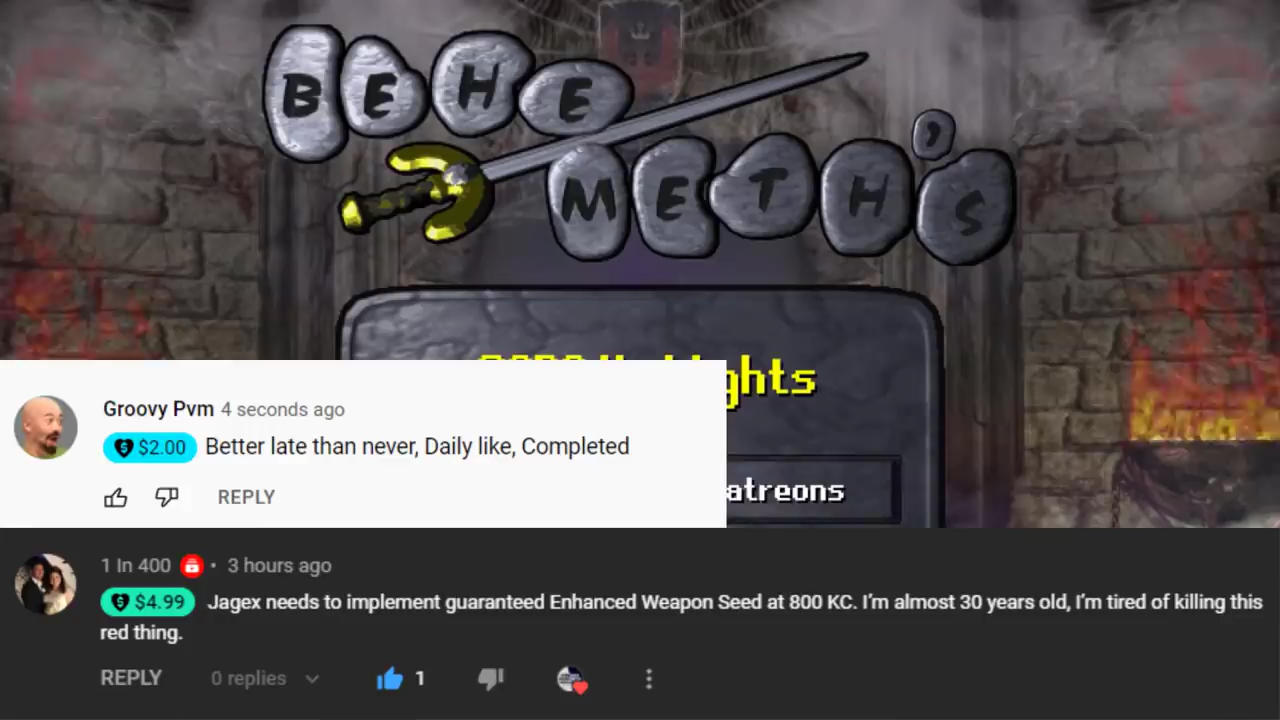 BEHE
METH'S
ghts
atreons
Groovy Pvm 4 seconds ago
$2.00 Better late than never, Daily like, Completed
REPLY
1 In 400 • 3 hours ago
$4.99 Jagex needs to implement guaranteed Enhanced Weapon Seed at 800 KC. I'm almost 30 years old, I'm tired of killing this
red thing.
REPLY 0 replies 1